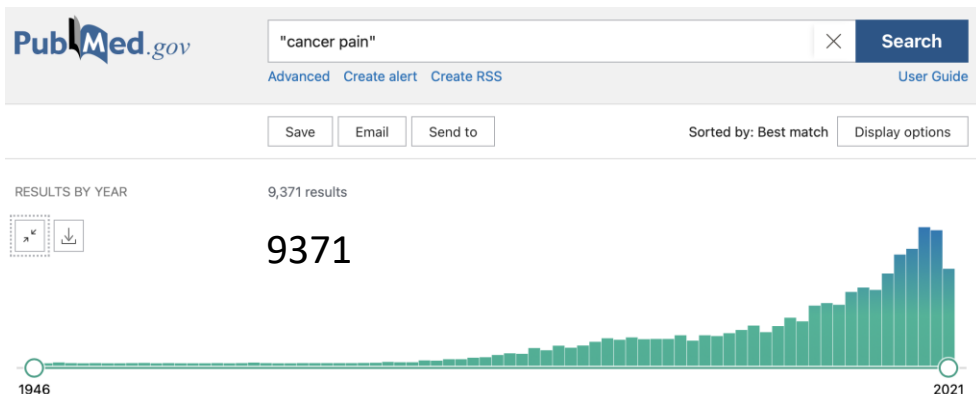 PubMed.gov
"cancer pain"
Search
Advanced Create alert Create RSS
User Guide
Save Email Send to
Sorted by: Best match Display options
RESULTS BY YEAR
9,371 results
9371
1946
2021